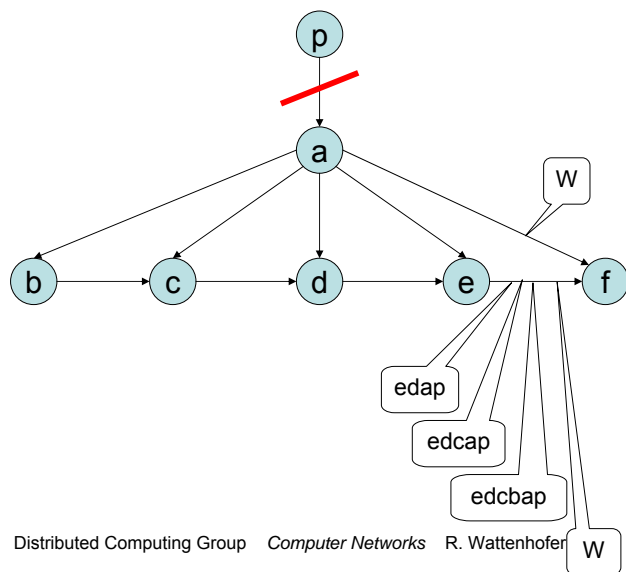 p
a
W
b c d e f
edap
edcap
edcbap
W
Distributed Computing Group Computer Networks R. Wattenhofer